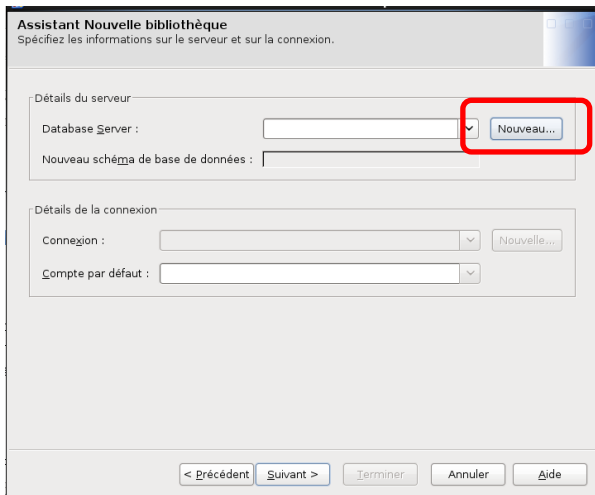 Assistant Nouvelle bibliothèque
Spécifiez les informations sur le serveur et sur la connexion.
Détails du serveur
Database Server :
Nouveau...
Nouveau schéma de base de données :
Détails de la connexion
Connexion :
Nouvelle...
Compte par défaut :
< Précédent
Suivant >
Terminer
Annuler
Aide